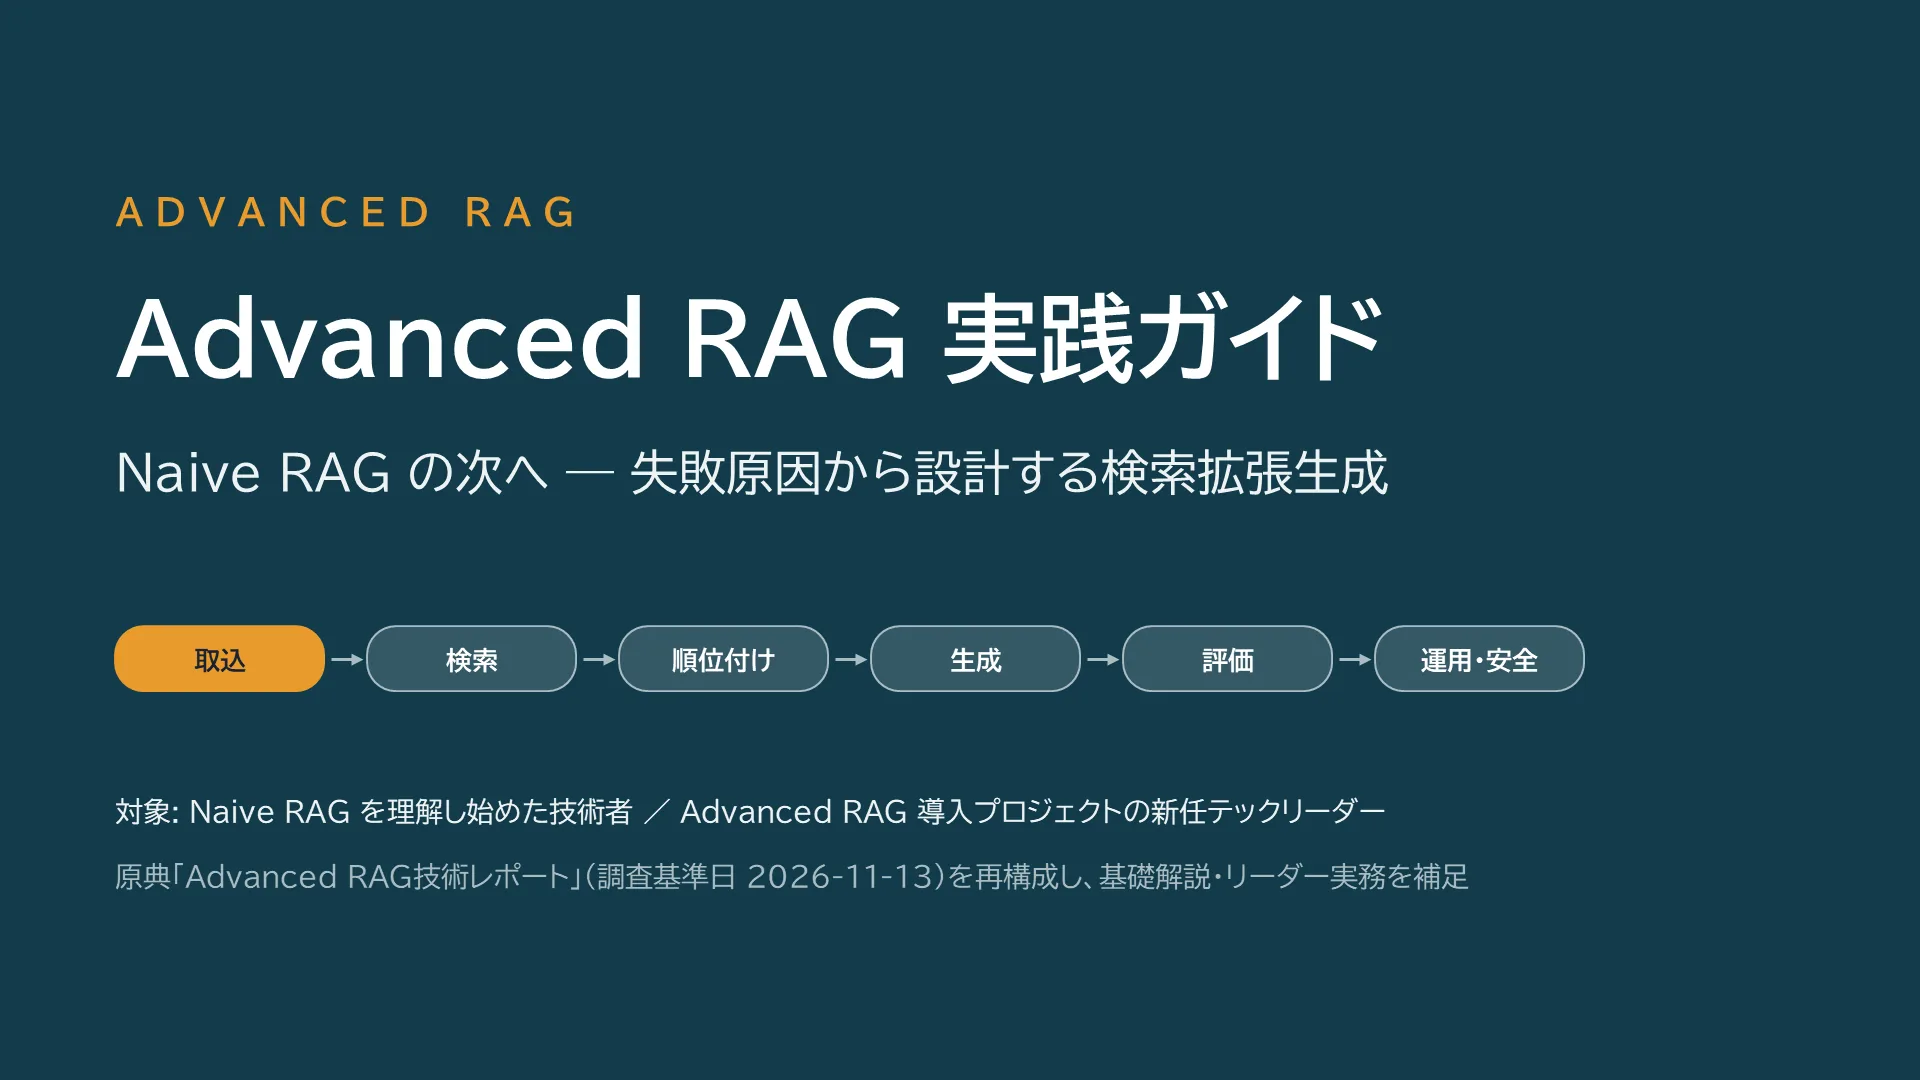 ADVANCED RAG
Advanced RAG 実践ガイド
Naive RAG の次へ — 失敗原因から設計する検索拡張生成
取込
検索
順位付け
生成
評価
運用・安全
対象: Naive RAG を理解し始めた技術者 ／ Advanced RAG 導入プロジェクトの新任テックリーダー
原典「Advanced RAG技術レポート」（調査基準日 2026-11-13）を再構成し、基礎解説・リーダー実務を補足